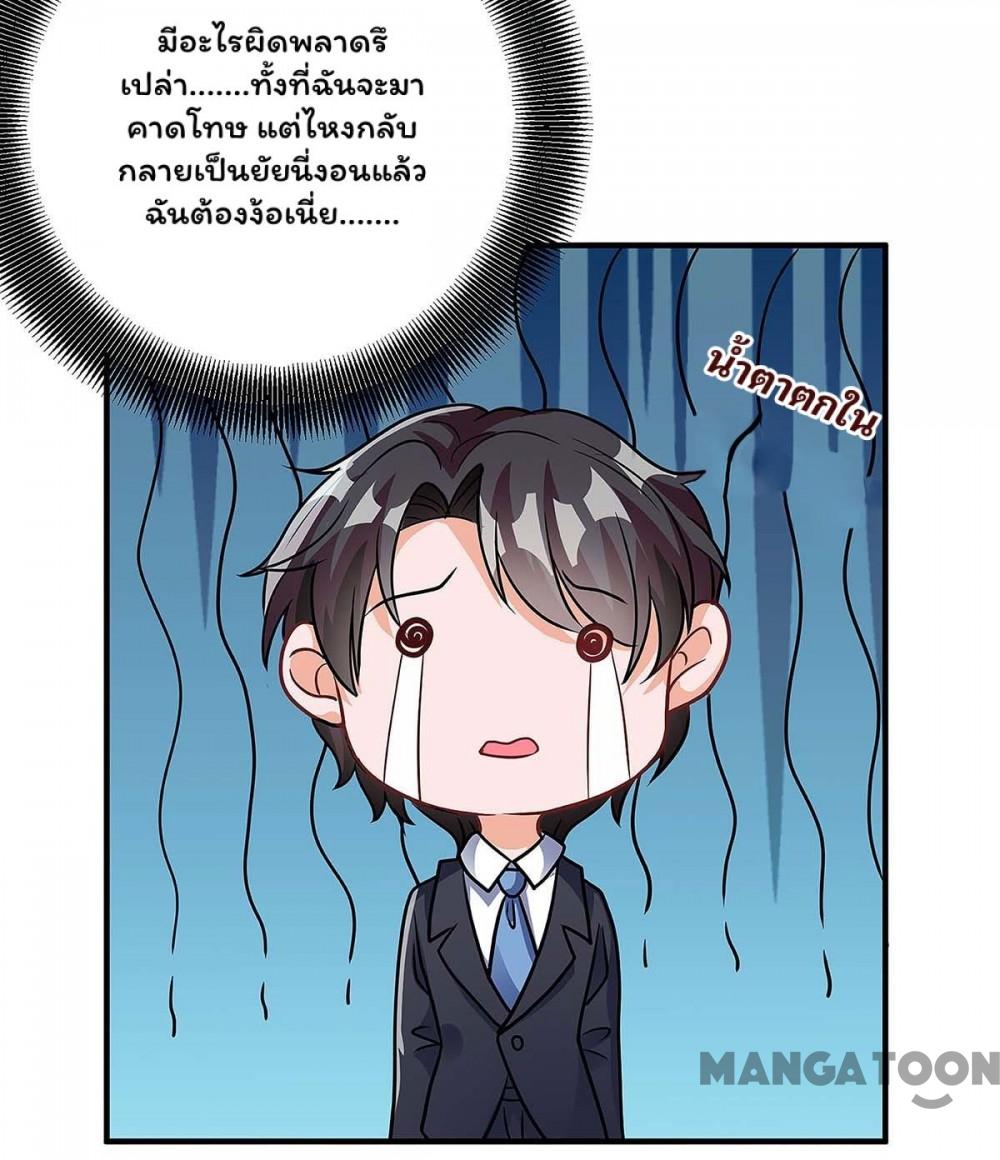 มีอะไรผิดพลาดรึ
เปล่า.......ทั้งที่ฉันจะมา
คาดโทษ แต่ไหงกลับ
กลายเป็นยัยนี่งอนแล้ว
ฉันต้องง้อเนี่ย.......
น้ำตาตกใน
MANGATOON